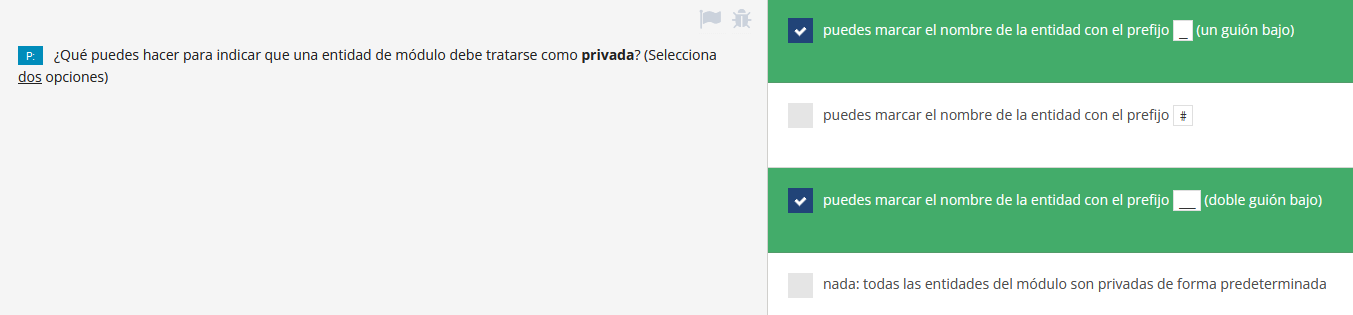 P: ¿Qué puedes hacer para indicar que una entidad de módulo debe tratarse como privada? (Selecciona
dos opciones)
puedes marcar el nombre de la entidad con el prefijo _ (un guión bajo)
puedes marcar el nombre de la entidad con el prefijo #
puedes marcar el nombre de la entidad con el prefijo __ (doble guión bajo)
nada: todas las entidades del módulo son privadas de forma predeterminada